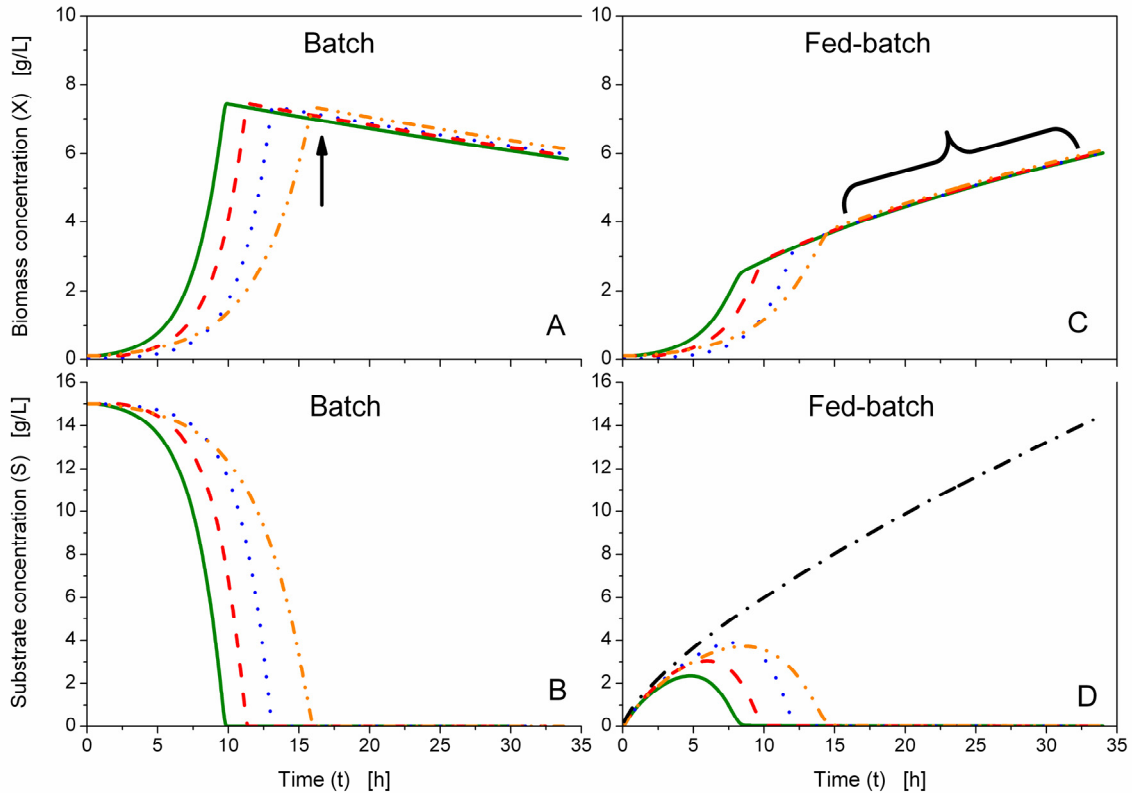 Biomass concentration (X) [g/L]
10
8
6
4
2
0
Batch
A
Fed-batch
C
Substrate concentration (S) [g/L]
16
14
12
10
8
6
4
2
0
Batch
B
0 5 10 15 20 25 30 35
Time (t) [h]
Fed-batch
D
0 5 10 15 20 25 30 35
Time (t) [h]